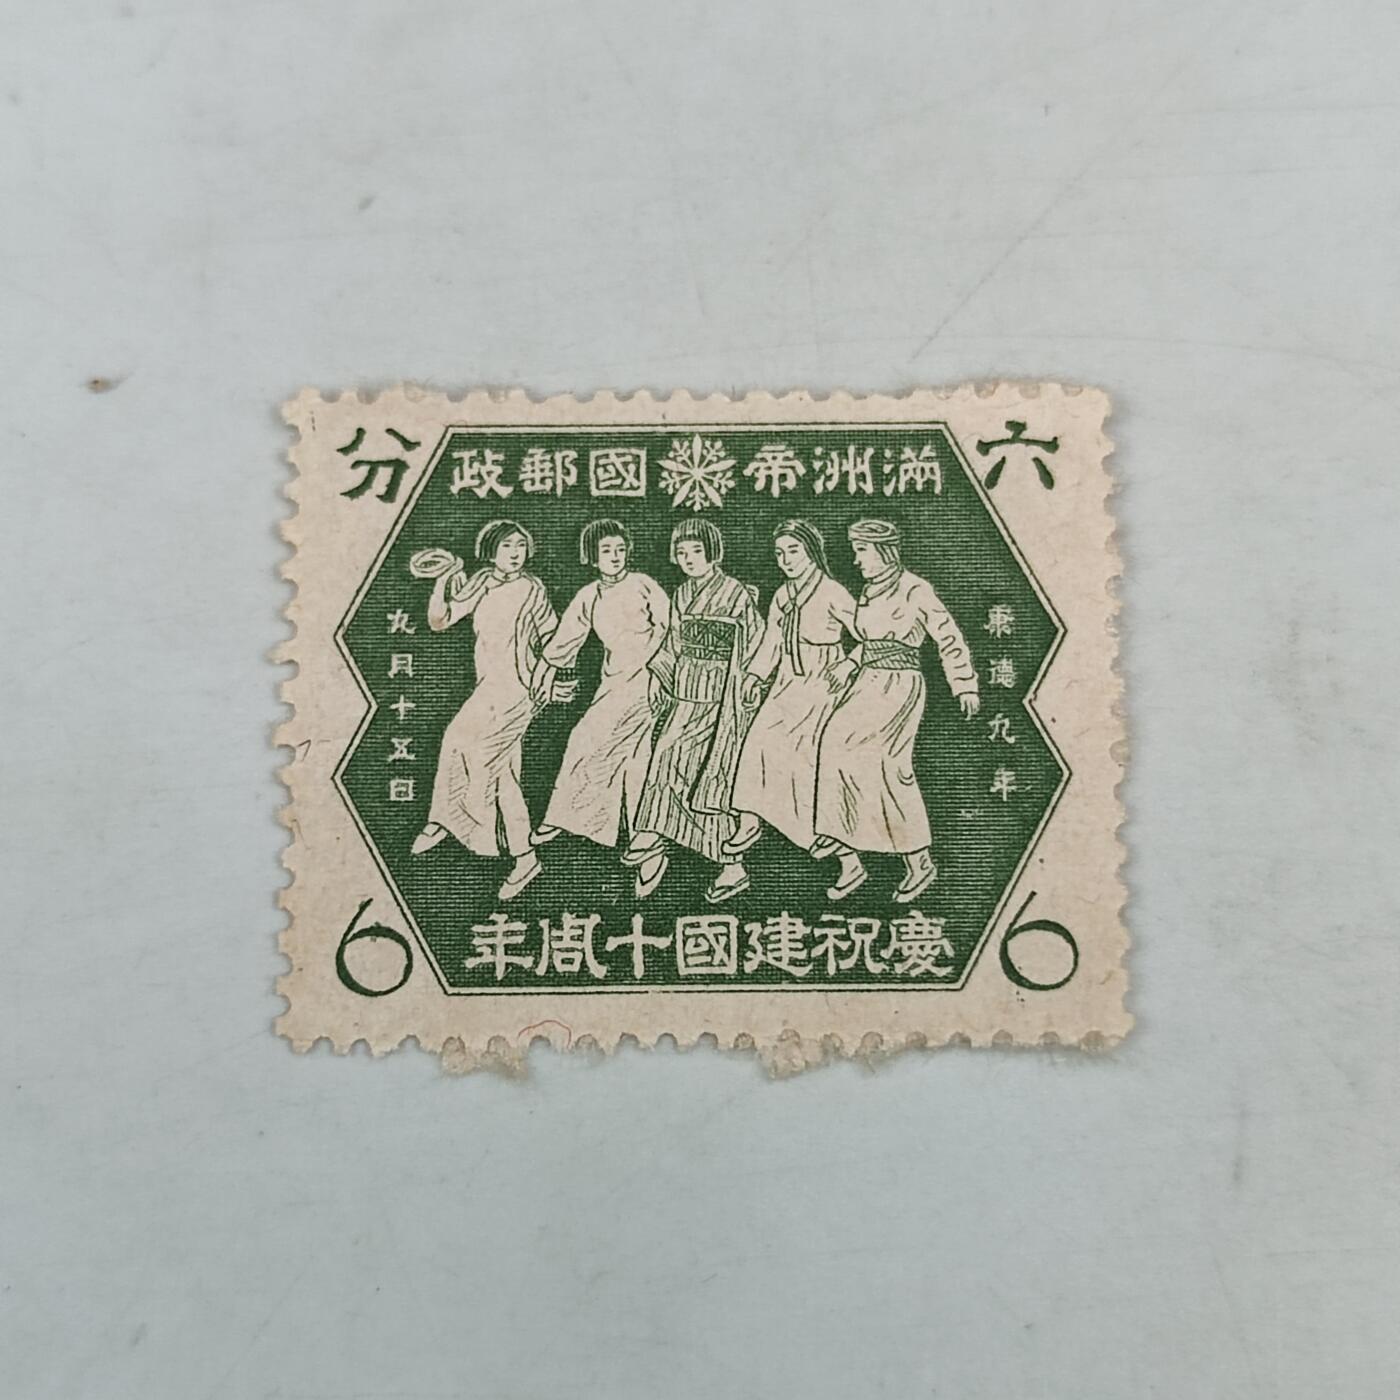 六分
滿洲帝國郵政
康德九年
九月十五日
慶祝建國十周年
6
6